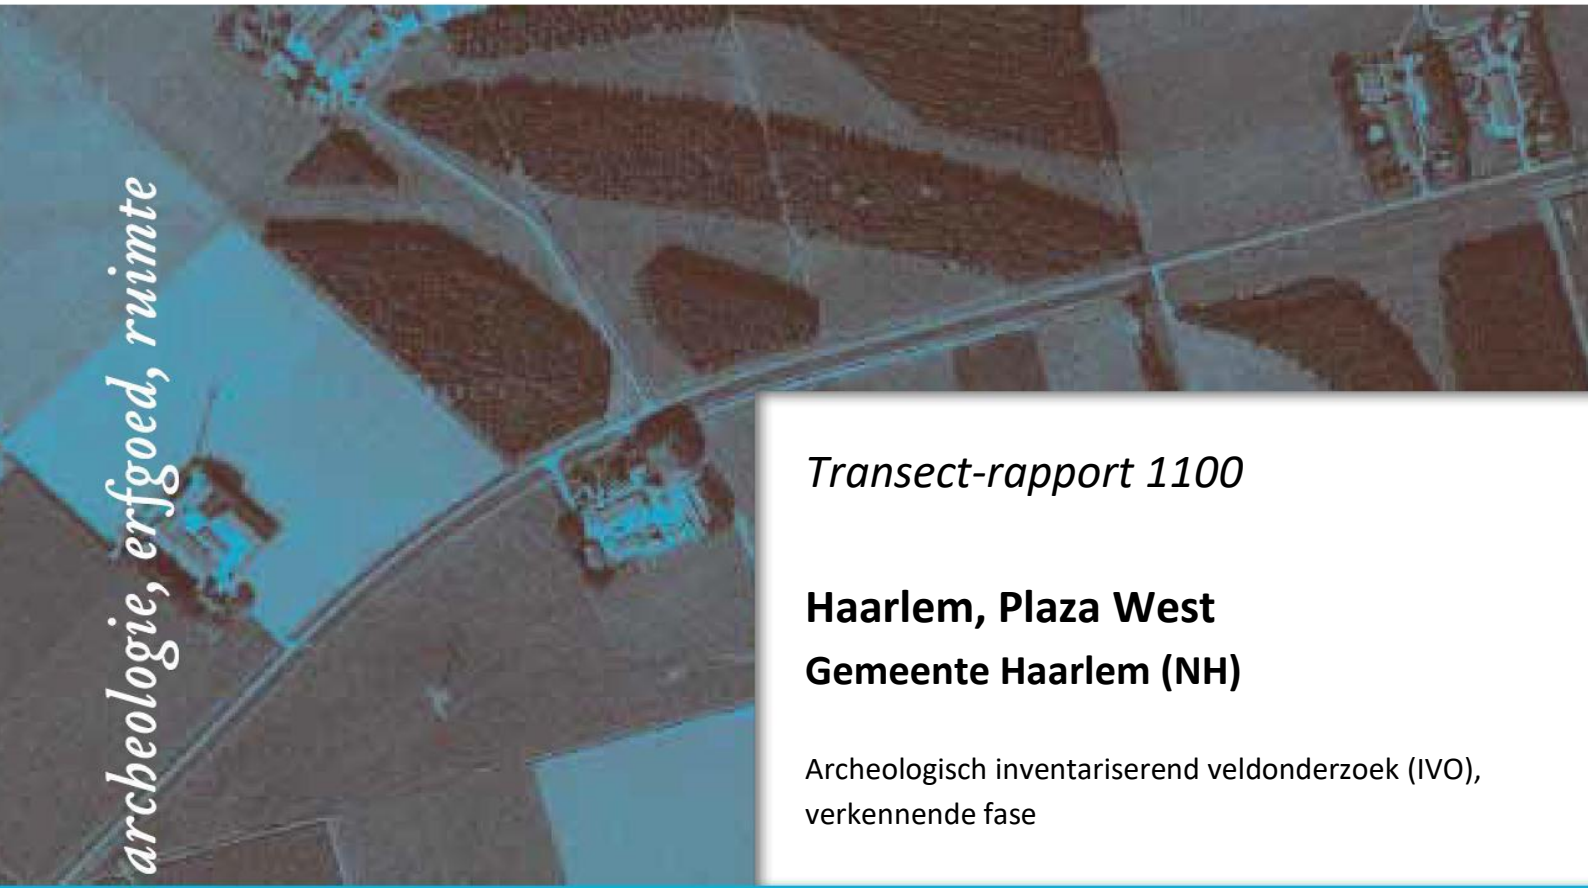 archeologie, erfgoed, ruimte
Transect-rapport 1100
Haarlem, Plaza West
Gemeente Haarlem (NH)
Archeologisch inventariserend veldonderzoek (IVO),
verkennende fase